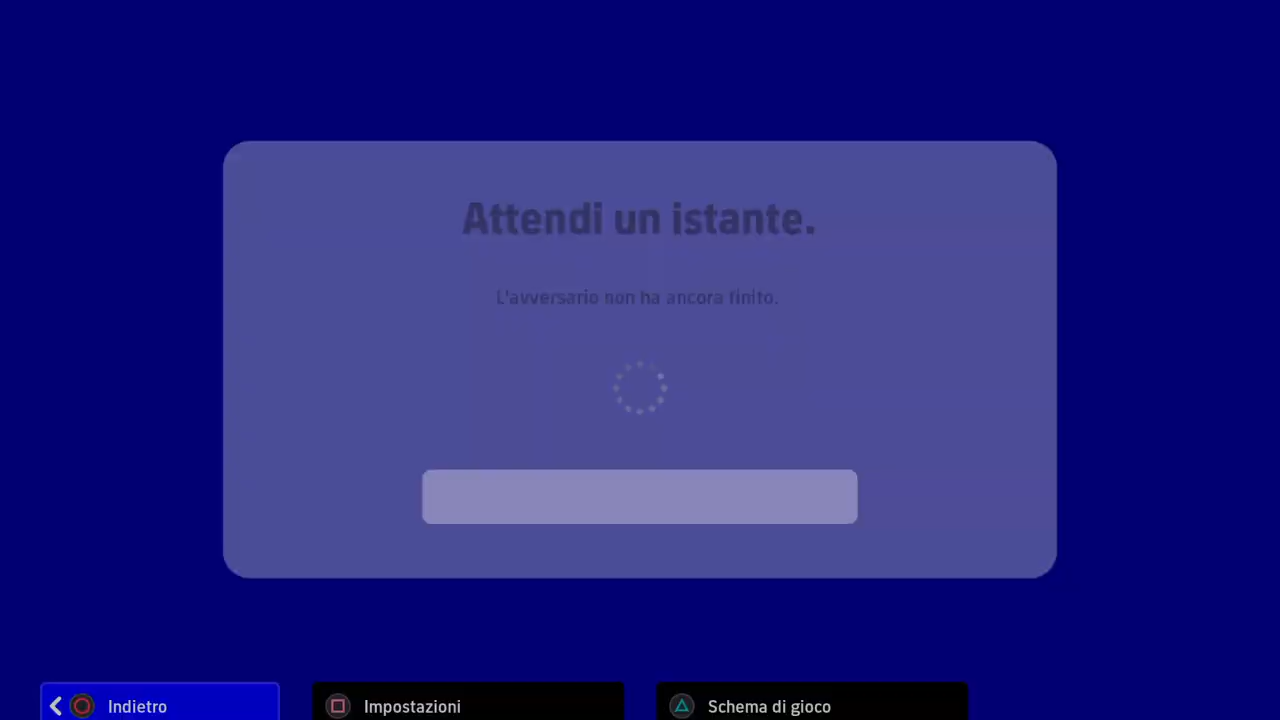 Attendi un istante.
L'avversario non ha ancora finito.
Indietro
Impostazioni
Schema di gioco